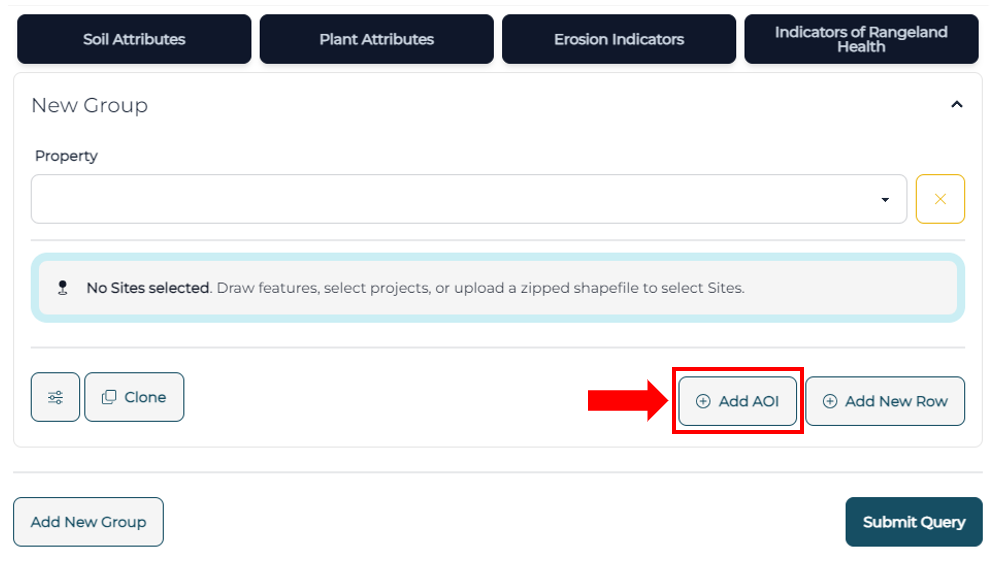 Soil Attributes
Plant Attributes
Erosion Indicators
Indicators of Rangeland
Health
New Group
Property
No Sites selected. Draw features, select projects, or upload a zipped shapefile to select Sites.
Clone
Add AOI
Add New Row
Add New Group
Submit Query